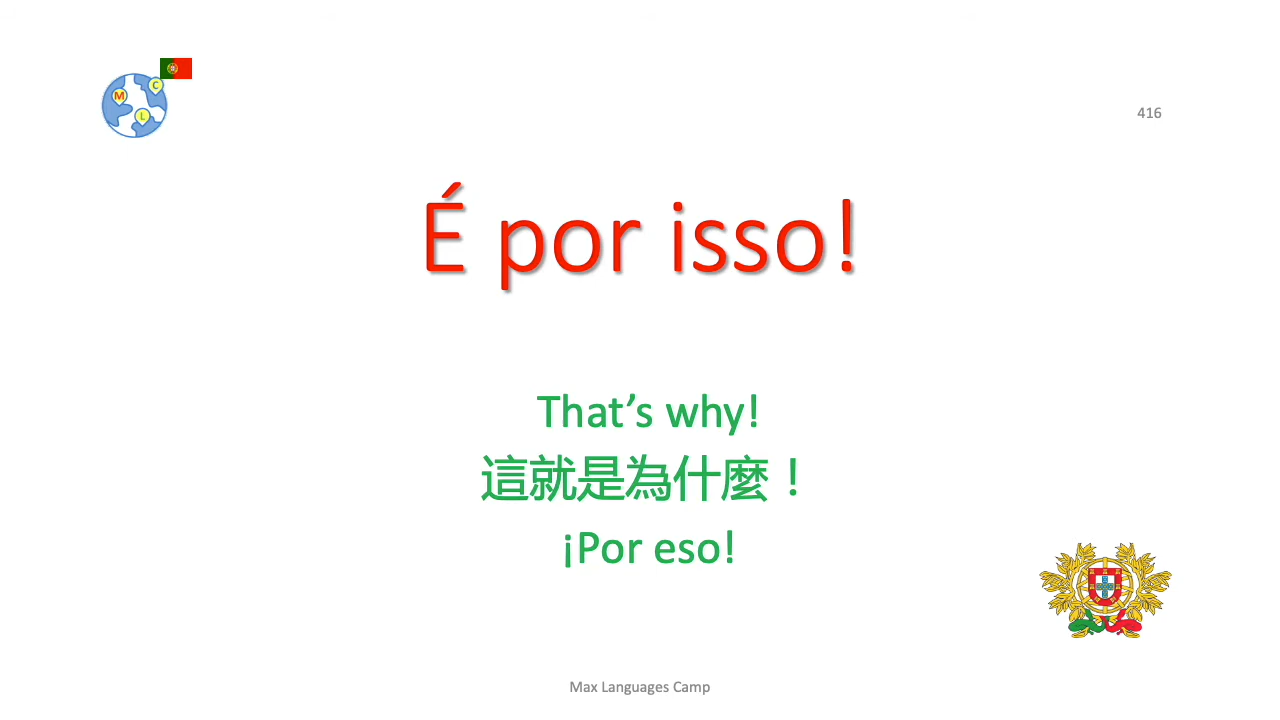 M
C
L
416
É por isso!
That’s why!
這就是為什麼！
¡Por eso!
Max Languages Camp